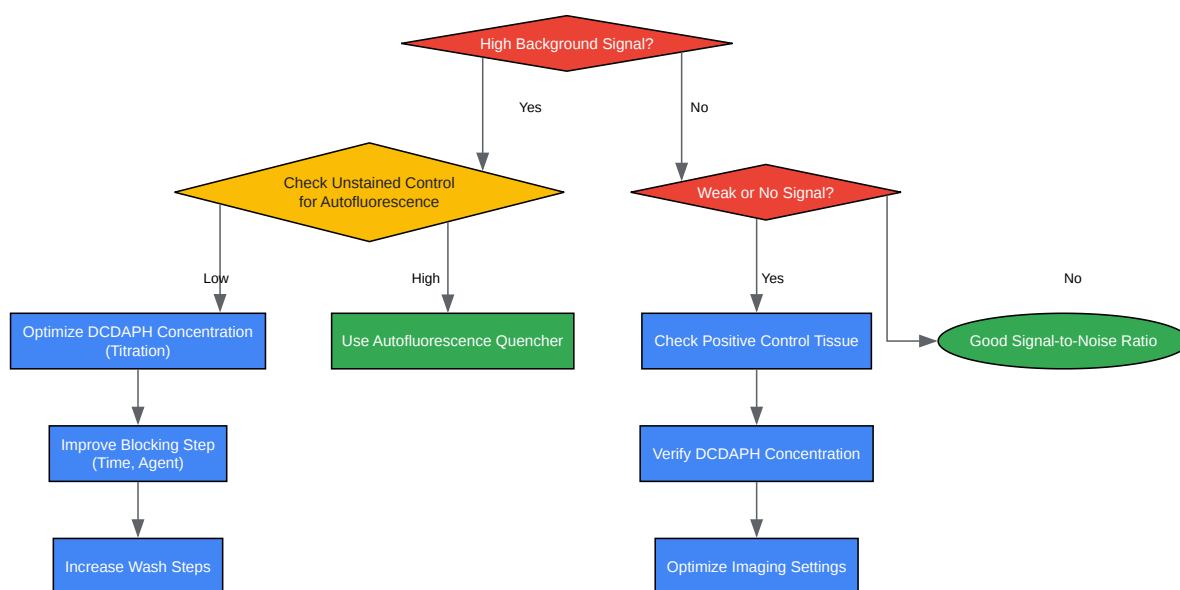 High Background Signal?
Yes
No
Check Unstained Control
for Autofluorescence
Weak or No Signal?
Low
High
Yes
No
Optimize DCDAPH Concentration
(Titration)
Use Autofluorescence Quencher
Check Positive Control Tissue
Good Signal-to-Noise Ratio
Improve Blocking Step
(Time, Agent)
Verify DCDAPH Concentration
Increase Wash Steps
Optimize Imaging Settings